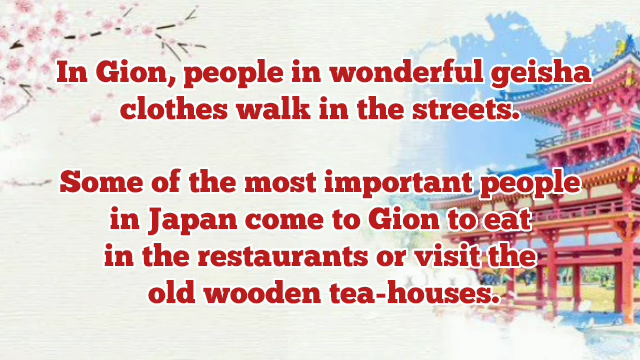 In Gion, people in wonderful geisha
clothes walk in the streets.
Some of the most important people
in Japan come to Gion to eat
in the restaurants or visit the
old wooden tea-houses.